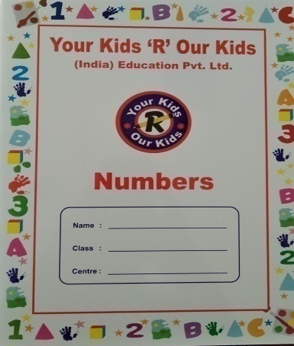 Your Kids 'R' Our Kids
(India) Education Pvt. Ltd.
Your Kids
'R'
Our Kids
Numbers
Name :
Class :
Centre :